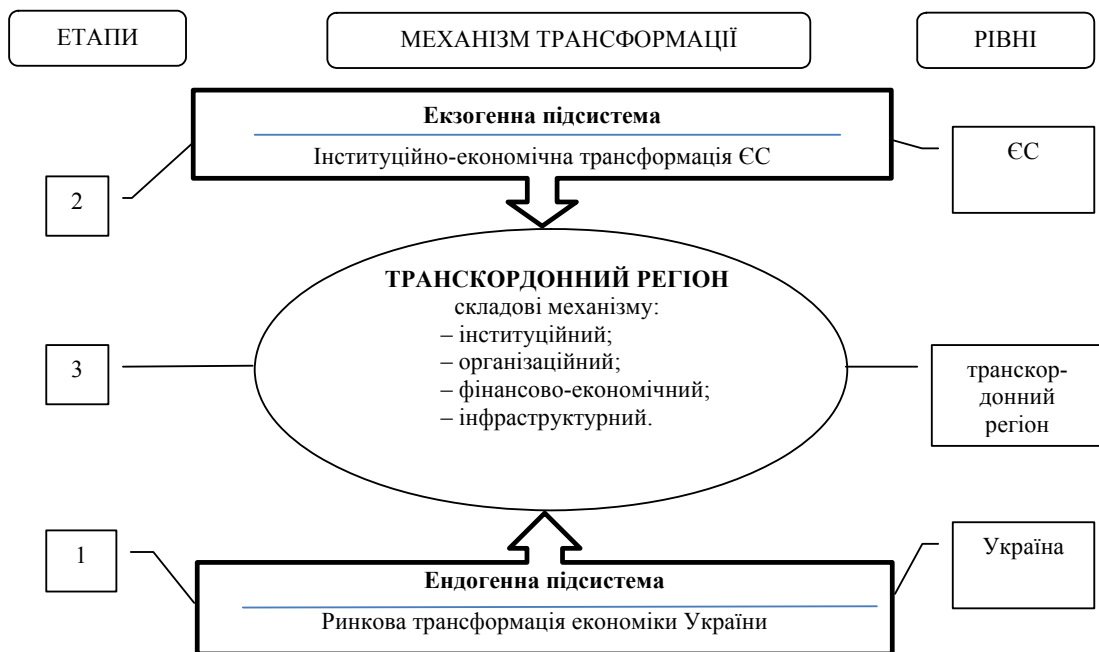 ЕТАПИ
МЕХАНІЗМ ТРАНСФОРМАЦІЇ
РІВНІ
Екзогенна підсистема
Інституційно-економічна трансформація ЄС
ЄС
2
ТРАНСКОРДОННИЙ РЕГІОН
складові механізму:
– інституційний;
– організаційний;
– фінансово-економічний;
– інфраструктурний.
3
транскор-
донний
регіон
1
Україна
Ендогенна підсистема
Ринкова трансформація економіки України